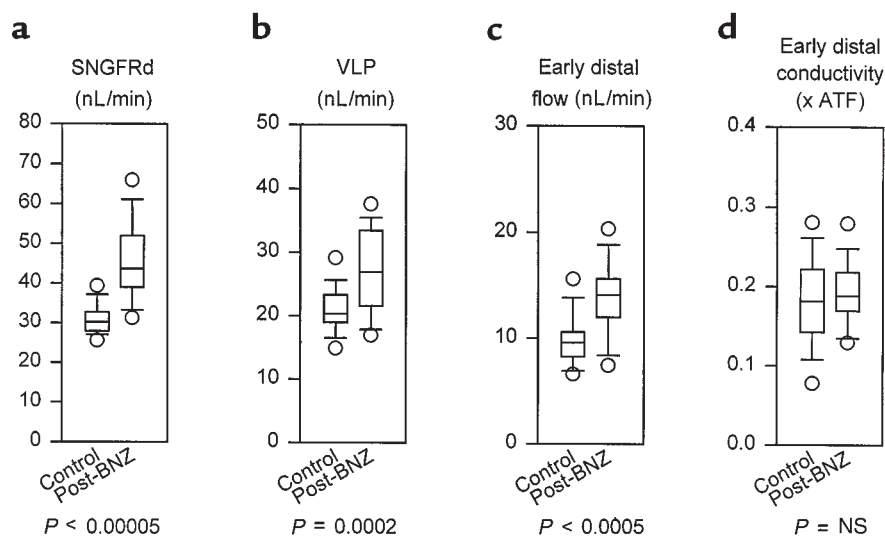 a
SNGFRd
(nL/min)
80
70
60
50
40
30
20
10
0
Control
Post-BNZ
P < 0.00005
b
VLP
(nL/min)
50
40
30
20
10
0
Control
Post-BNZ
P = 0.0002
c
Early distal
flow (nL/min)
30
20
10
0
Control
Post-BNZ
P < 0.0005
d
Early distal
conductivity
(x ATF)
0.4
0.3
0.2
0.1
0.0
Control
Post-BNZ
P = NS